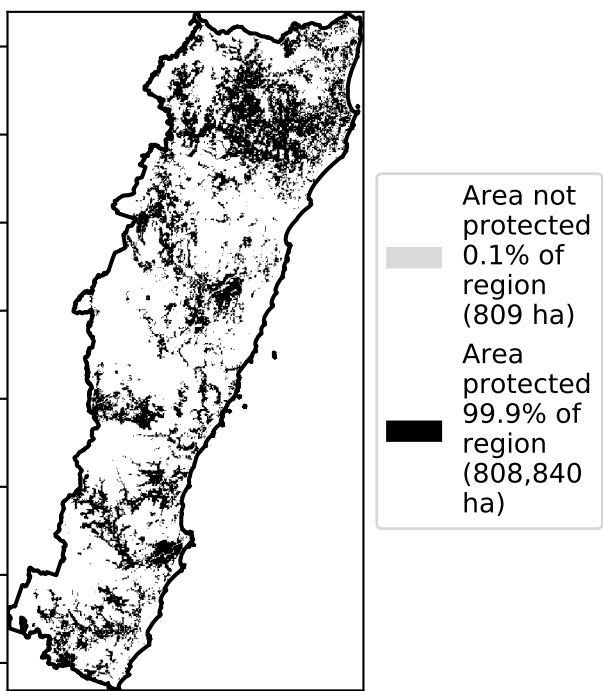 Area not
protected
0.1% of
region
(809 ha)
Area
protected
99.9% of
region
(808,840
ha)